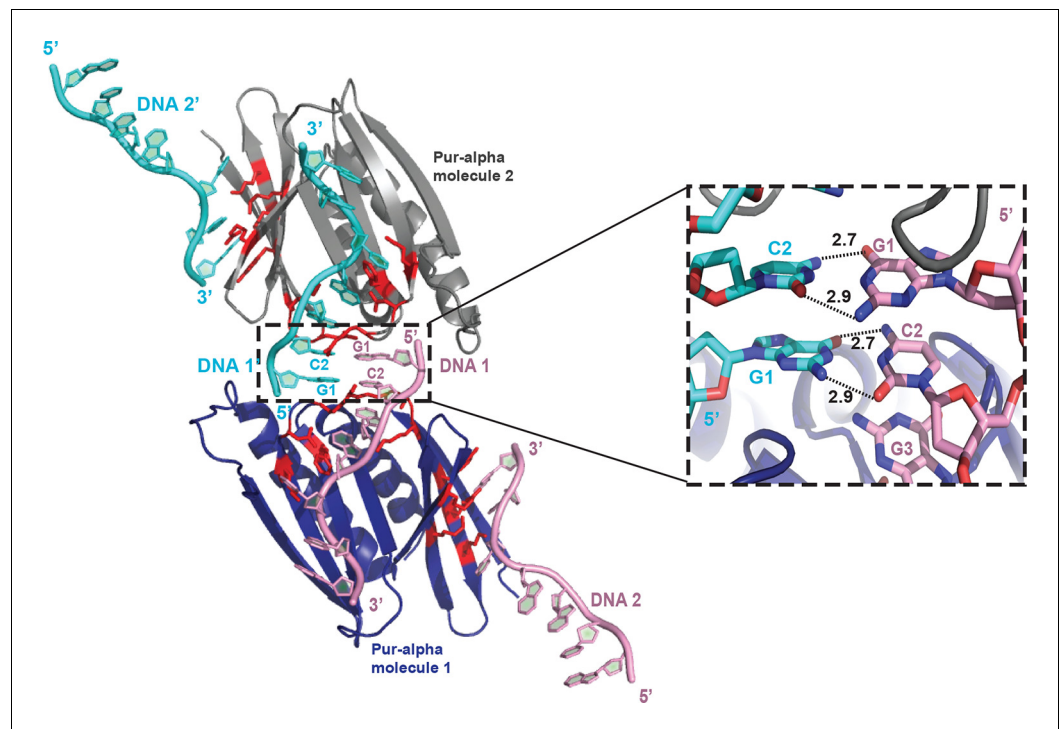 5’
DNA 2’
3’
Pur-alpha
molecule 2
3’
DNA 1’
C2
G1
5’
G1
C2
5’
DNA 1
3’
3’
DNA 2
5’
Pur-alpha
molecule 1
5’
C2
2.7
G1
2.9
2.7
C2
G1
2.9
5’
G3